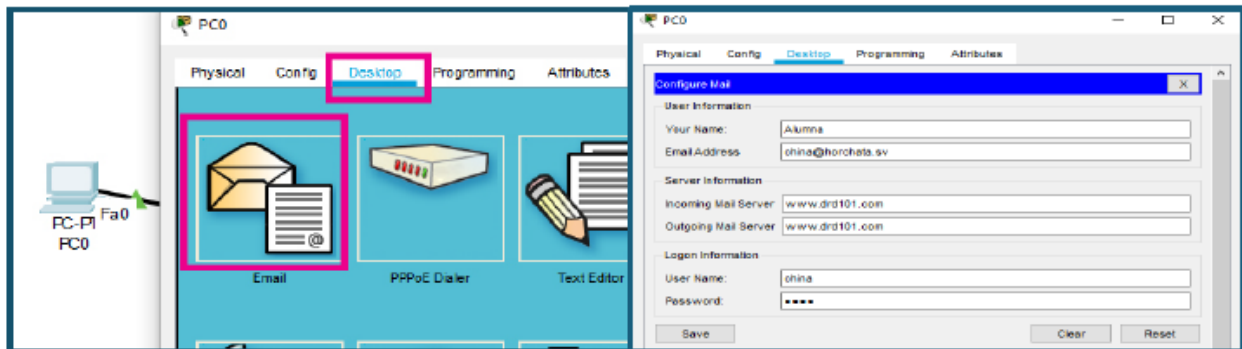 PC0
Physical Config Desktop Programming Attributes
Email PPPoE Dialer Text Editor
Fa0
PC-PT
PC0
PC0
Physical Config Desktop Programming Attributes
Configure Mail X
User Information
Your Name: Alumna
Email Address china@horchata.sv
Server Information
Incoming Mail Server www.drd101.com
Outgoing Mail Server www.drd101.com
Logon Information
User Name: china
Password: ••••
Save Clear Reset